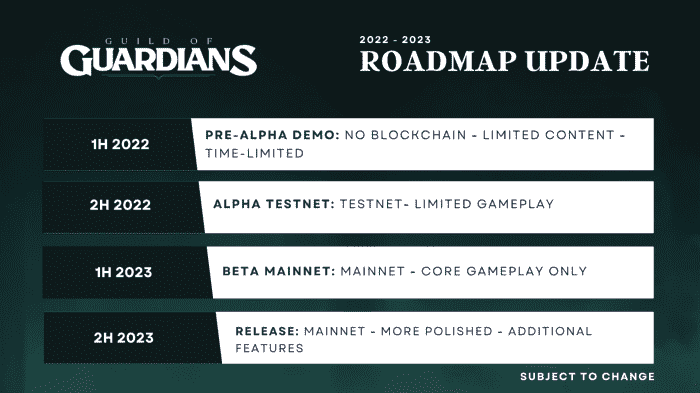 GUILD OF
GUARDIANS
2022 - 2023
ROADMAP UPDATE
1H 2022
PRE-ALPHA DEMO: NO BLOCKCHAIN - LIMITED CONTENT -
TIME-LIMITED
2H 2022
ALPHA TESTNET: TESTNET- LIMITED GAMEPLAY
1H 2023
BETA MAINNET: MAINNET - CORE GAMEPLAY ONLY
2H 2023
RELEASE: MAINNET - MORE POLISHED - ADDITIONAL
FEATURES
SUBJECT TO CHANGE